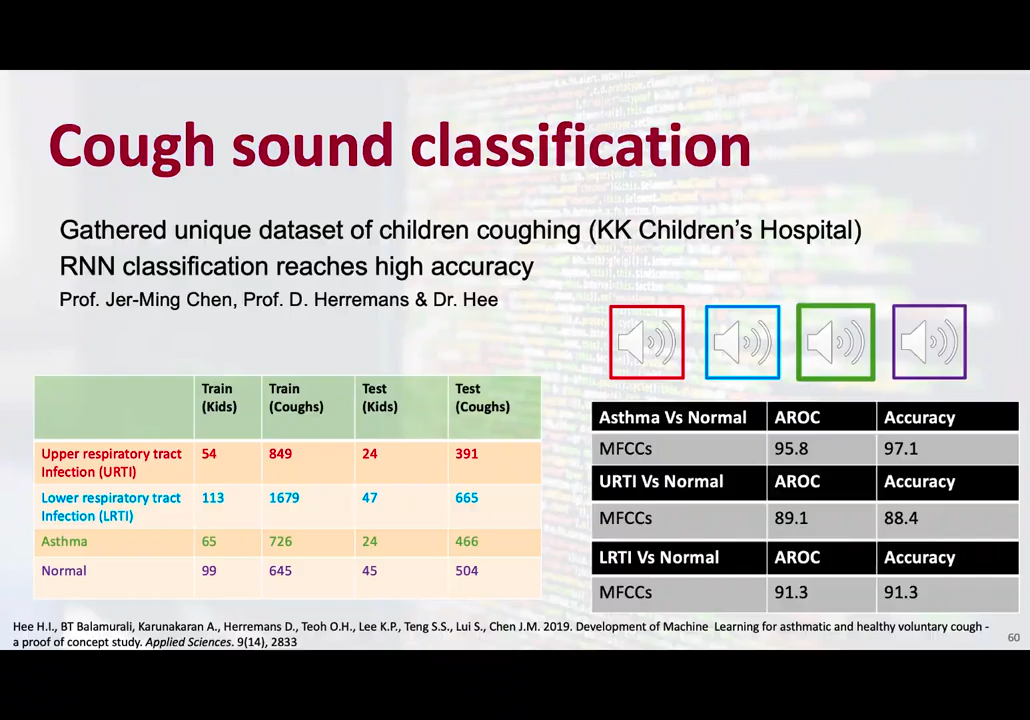 Cough sound classification
Gathered unique dataset of children coughing (KK Children's Hospital)
RNN classification reaches high accuracy
Prof. Jer-Ming Chen, Prof. D. Herremans & Dr. Hee
Train (Kids) Train (Coughs) Test (Kids) Test (Coughs)
Upper respiratory tract Infection (URTI) 54 849 24 391
Lower respiratory tract Infection (LRTI) 113 1679 47 665
Asthma 65 726 24 466
Normal 99 645 45 504
Asthma Vs Normal AROC Accuracy
MFCCs 95.8 97.1
URTI Vs Normal AROC Accuracy
MFCCs 89.1 88.4
LRTI Vs Normal AROC Accuracy
MFCCs 91.3 91.3
Hee H.I., BT Balamurali, Karunakaran A., Herremans D., Teoh O.H., Lee K.P., Teng S.S., Lui S., Chen J.M. 2019. Development of Machine Learning for asthmatic and healthy voluntary cough -
a proof of concept study. Applied Sciences. 9(14), 2833
60